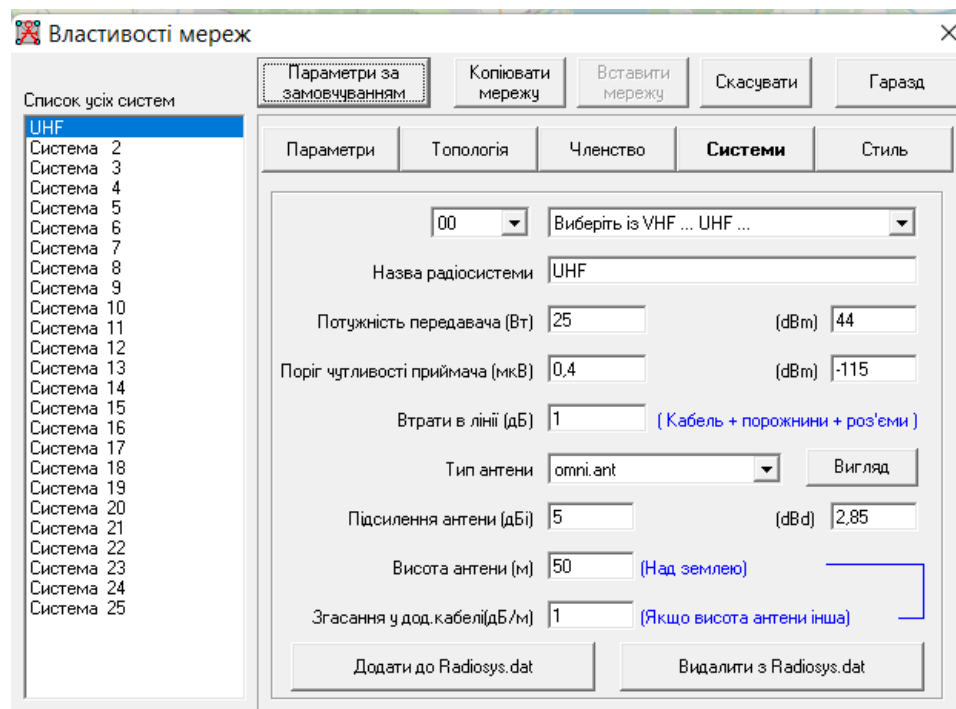 Властивості мереж
Список усіх систем
UHF
Система 2
Система 3
Система 4
Система 5
Система 6
Система 7
Система 8
Система 9
Система 10
Система 11
Система 12
Система 13
Система 14
Система 15
Система 16
Система 17
Система 18
Система 19
Система 20
Система 21
Система 22
Система 23
Система 24
Система 25
Параметри за
замовчуванням
Копіювати
мережу
Вставити
мережу
Скасувати
Гаразд
Параметри
Топологія
Членство
Системи
Стиль
00
Виберіть із VHF ... UHF ...
Назва радіосистеми UHF
Потужність передавача (Вт) 25 (dBm) 44
Поріг чутливості приймача (мкВ) 0,4 (dBm) -115
Втрати в лінії (дБ) 1 ( Кабель + порожнини + роз'єми )
Тип антени omni.ant Вигляд
Підсилення антени (дБі) 5 (dBd) 2,85
Висота антени (м) 50 (Над землею)
Згасання у дод.кабелі(дБ/м) 1 (Якщо висота антени інша)
Додати до Radiosys.dat
Видалити з Radiosys.dat